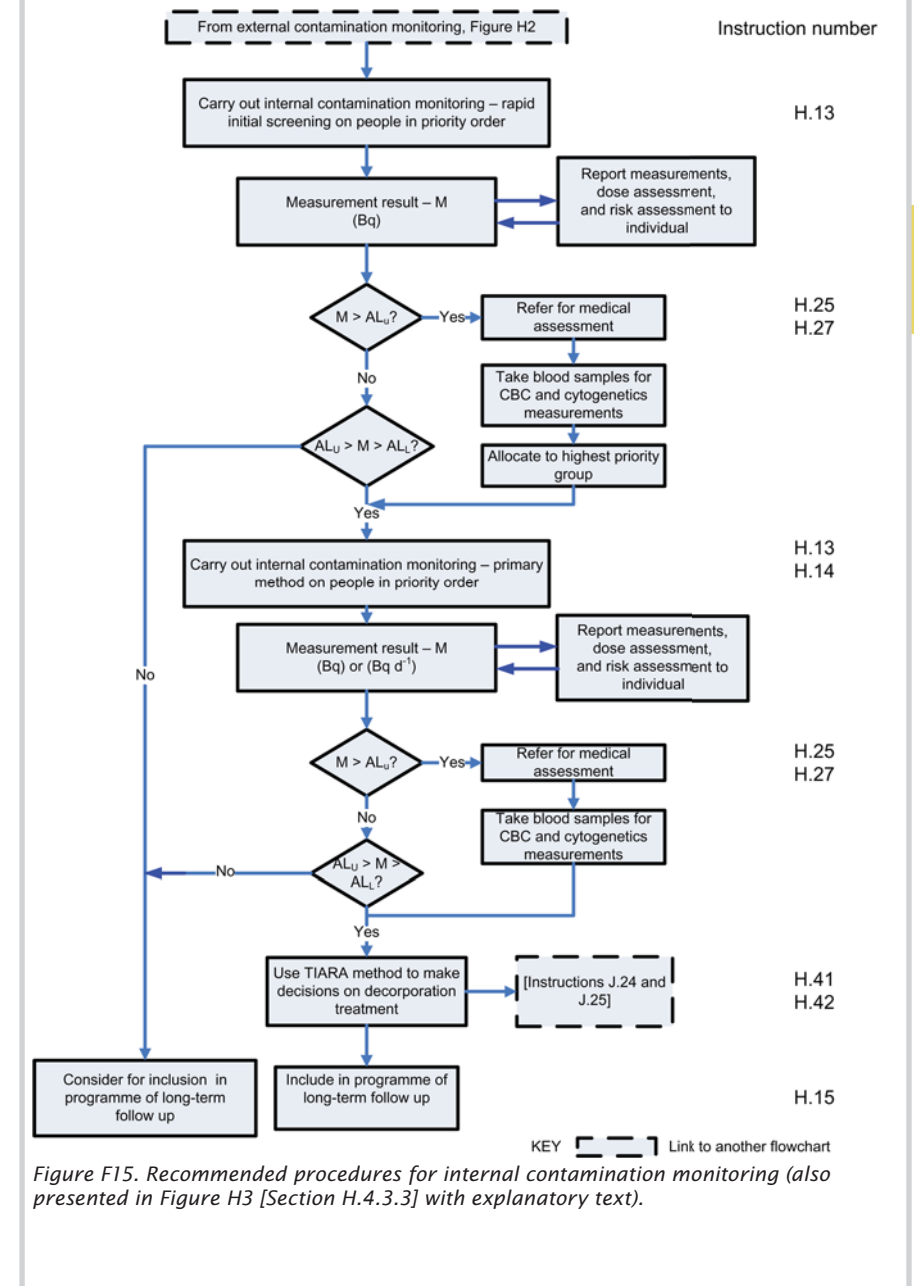 From external contamination monitoring, Figure H2
Instruction number
Carry out internal contamination monitoring – rapid
initial screening on people in priority order
H.13
Measurement result – M
(Bq)
Report measurements,
dose assessment,
and risk assessment to
individual
M > ALu?
Yes
Refer for medical
assessment
H.25
H.27
No
Take blood samples for
CBC and cytogenetics
measurements
ALU > M > ALL?
Allocate to highest priority
group
Yes
Carry out internal contamination monitoring – primary
method on people in priority order
H.13
H.14
Measurement result – M
(Bq) or (Bq d-1)
Report measurements,
dose assessment,
and risk assessment to
individual
No
M > ALu?
Yes
Refer for medical
assessment
H.25
H.27
No
Take blood samples for
CBC and cytogenetics
measurements
ALU > M >
ALL?
No
Yes
Use TIARA method to make
decisions on decorporation
treatment
[Instructions J.24 and
J.25]
H.41
H.42
Consider for inclusion in
programme of long-term
follow up
Include in programme of
long-term follow up
H.15
KEY
Link to another flowchart
Figure F15. Recommended procedures for internal contamination monitoring (also
presented in Figure H3 [Section H.4.3.3] with explanatory text).